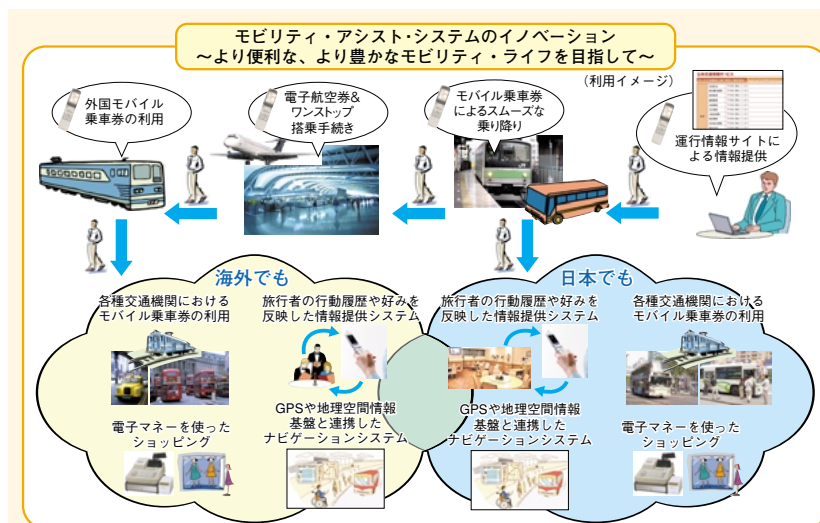 モビリティ・アシスト・システムのイノベーション
～より便利な、より豊かなモビリティ・ライフを目指して～
（利用イメージ）
外国モバイル
乗車券の利用
電子航空券&
ワンストップ
搭乗手続き
モバイル乗車券
によるスムーズな
乗り降り
運行情報サイトに
よる情報提供
海外でも
各種交通機関における
モバイル乗車券の利用
旅行者の行動履歴や好みを
反映した情報提供システム
GPSや地理空間情報
基盤と連携した
ナビゲーションシステム
電子マネーを使った
ショッピング
日本でも
旅行者の行動履歴や好みを
反映した情報提供システム
各種交通機関における
モバイル乗車券の利用
GPSや地理空間情報
基盤と連携した
ナビゲーションシステム
電子マネーを使った
ショッピング